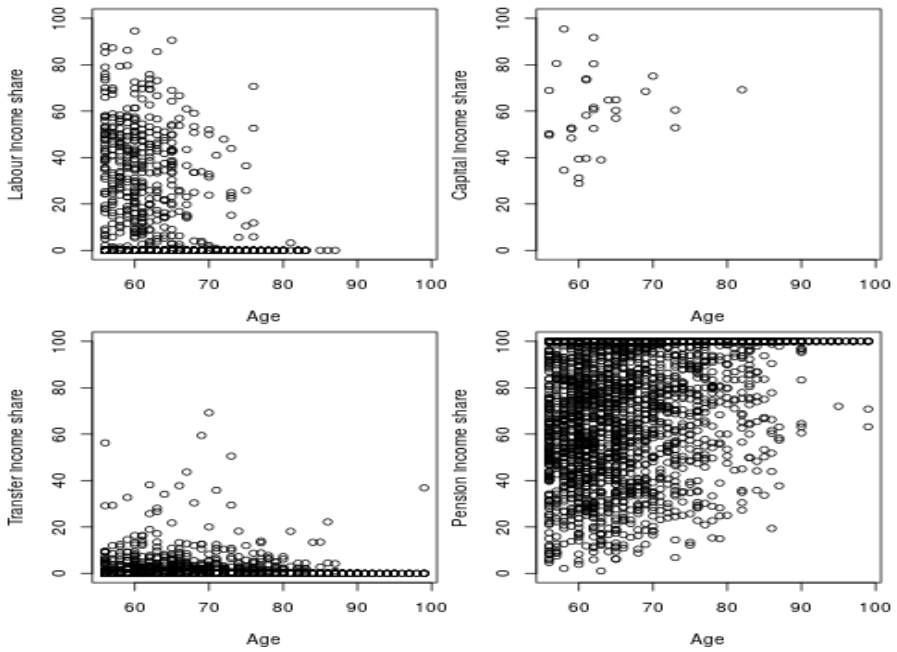 Labour Income share
0 20 40 60 80 100
60 70 80 90 100
Age
Capital Income share
0 20 40 60 80 100
60 70 80 90 100
Age
Transfer Income share
0 20 40 60 80 100
60 70 80 90 100
Age
Pension Income share
0 20 40 60 80 100
60 70 80 90 100
Age